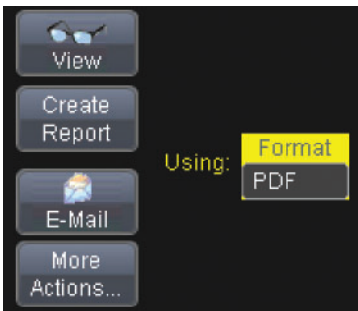 View
Create
Report
Using:
Format
PDF
E-Mail
More
Actions...